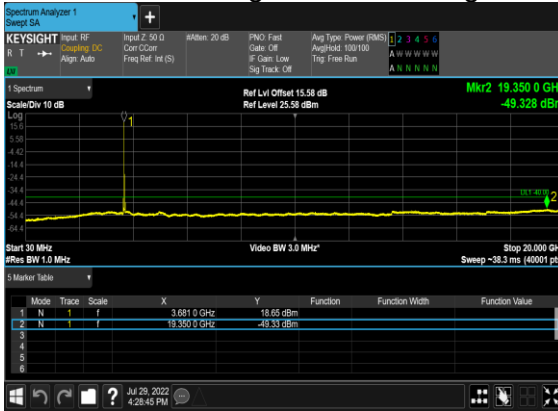 Spectrum Analyzer 1
Swept SA
+
KEYSIGHT Input: RF Input Z: 50 Ω #Atten: 20 dB PNO: Fast Avg Type: Power (RMS) 1 2 3 4 5 6
R T Coupling: DC Corr CCorr Gate: Off Avg|Hold: 100/100 A W W W W W
Align: Auto Freq Ref: Int (S) IF Gain: Low Trig: Free Run
Sig Track: Off A N N N N N
1 Spectrum Ref Lvl Offset 15.58 dB Mkr2 19.350 0 GH
Scale/Div 10 dB Ref Level 25.58 dBm -49.328 dBr
Log
15.6
5.58
-4.42
-14.4
-24.4
-34.4
-44.4
-54.4
-64.4
1
DL1 -40.00
2
Start 30 MHz Video BW 3.0 MHz* Stop 20.000 GH
#Res BW 1.0 MHz Sweep ~38.3 ms (40001 pt
5 Marker Table
Mode Trace Scale X Y Function Function Width Function Value
1 N 1 f 3.681 0 GHz 18.65 dBm
2 N 1 f 19.350 0 GHz -49.33 dBm
3
4
5
6
? Jul 29, 2022
4:28:45 PM